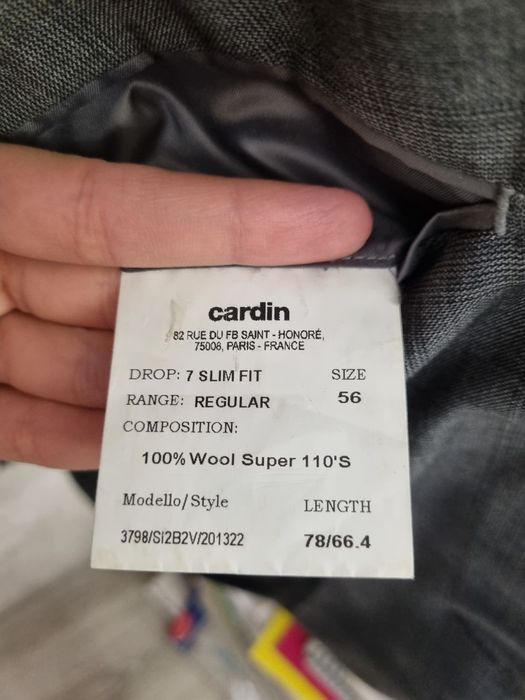 cardin
82 RUE DU FB SAINT - HONORÉ,
75008, PARIS - FRANCE
DROP: 7 SLIM FIT SIZE
RANGE: REGULAR 56
COMPOSITION:
100% Wool Super 110'S
Modello/Style LENGTH
3798/SI2B2V/201322 78/66.4